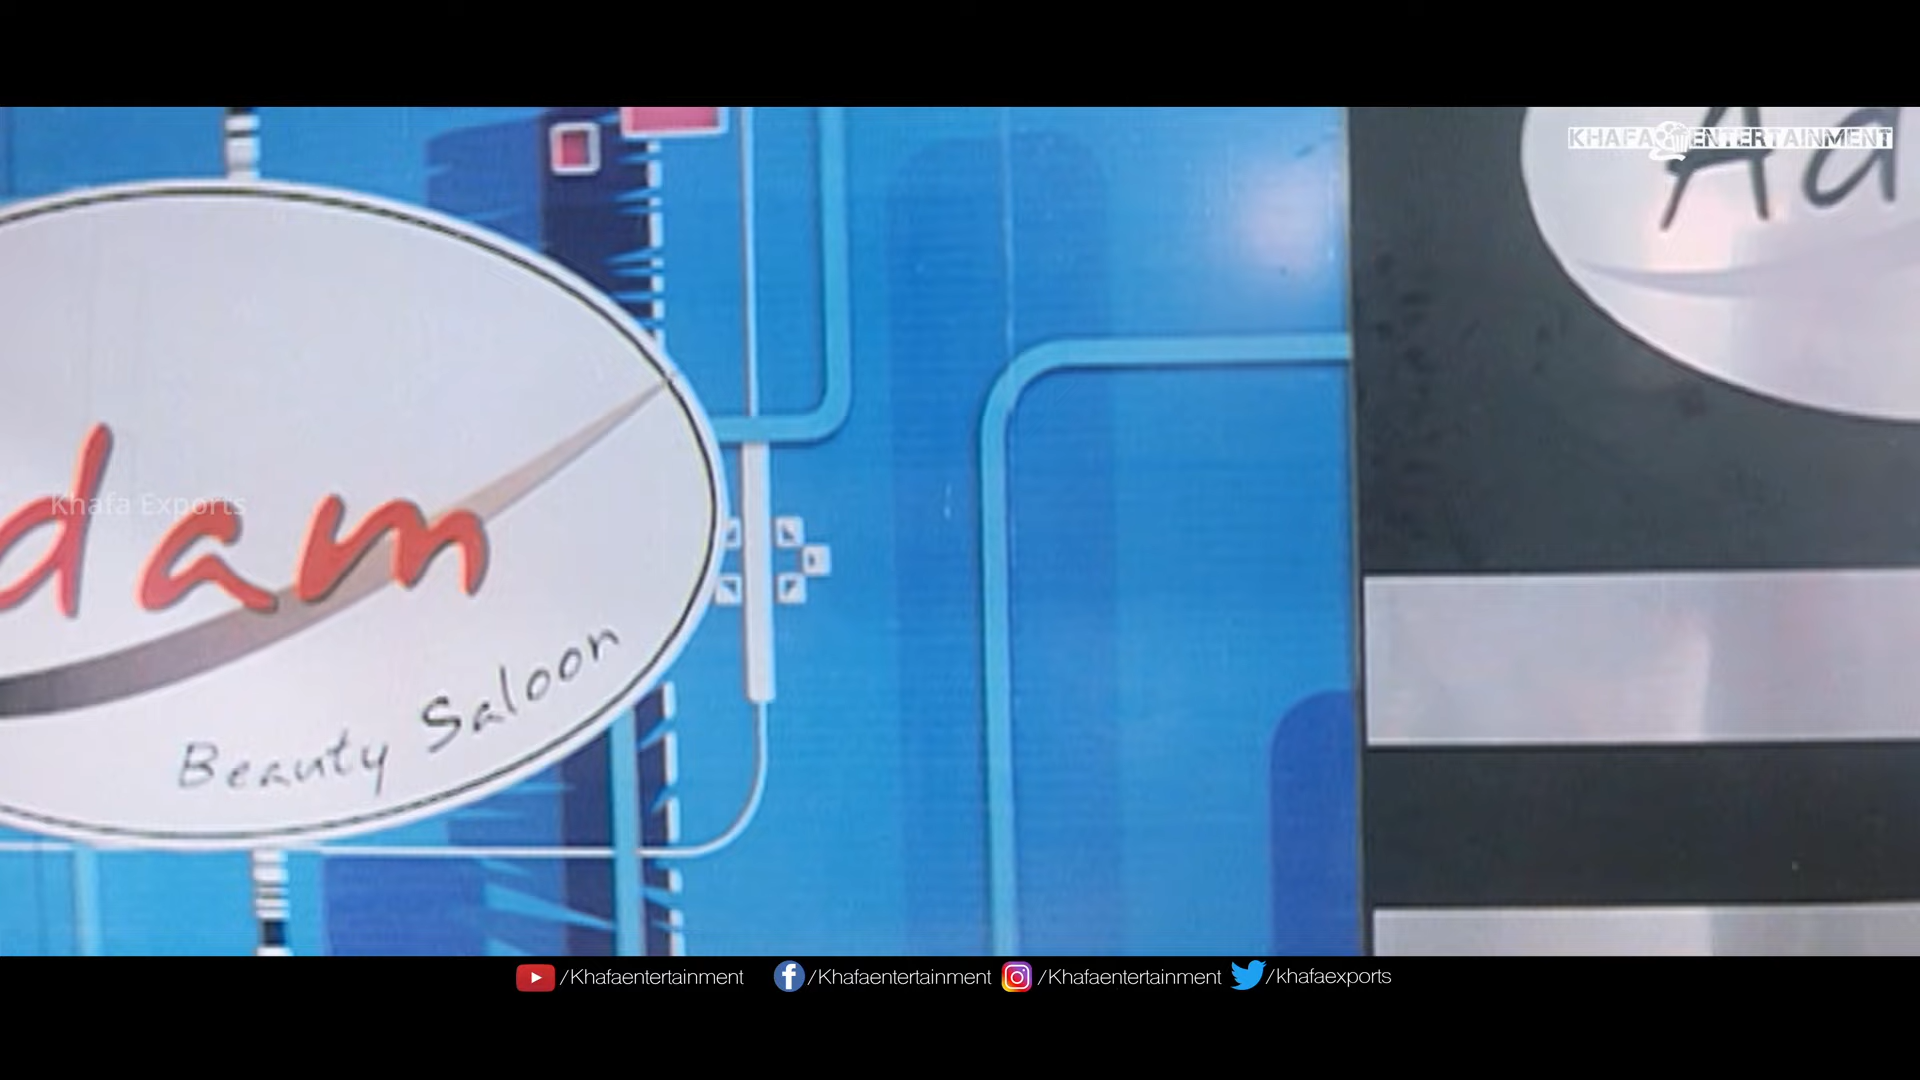 KHAFA ENTERTAINMENT
Ad
dam
Khafa Exports
Beauty Saloon
/Khafaentertainment /Khafaentertainment /Khafaentertainment /khafaexports